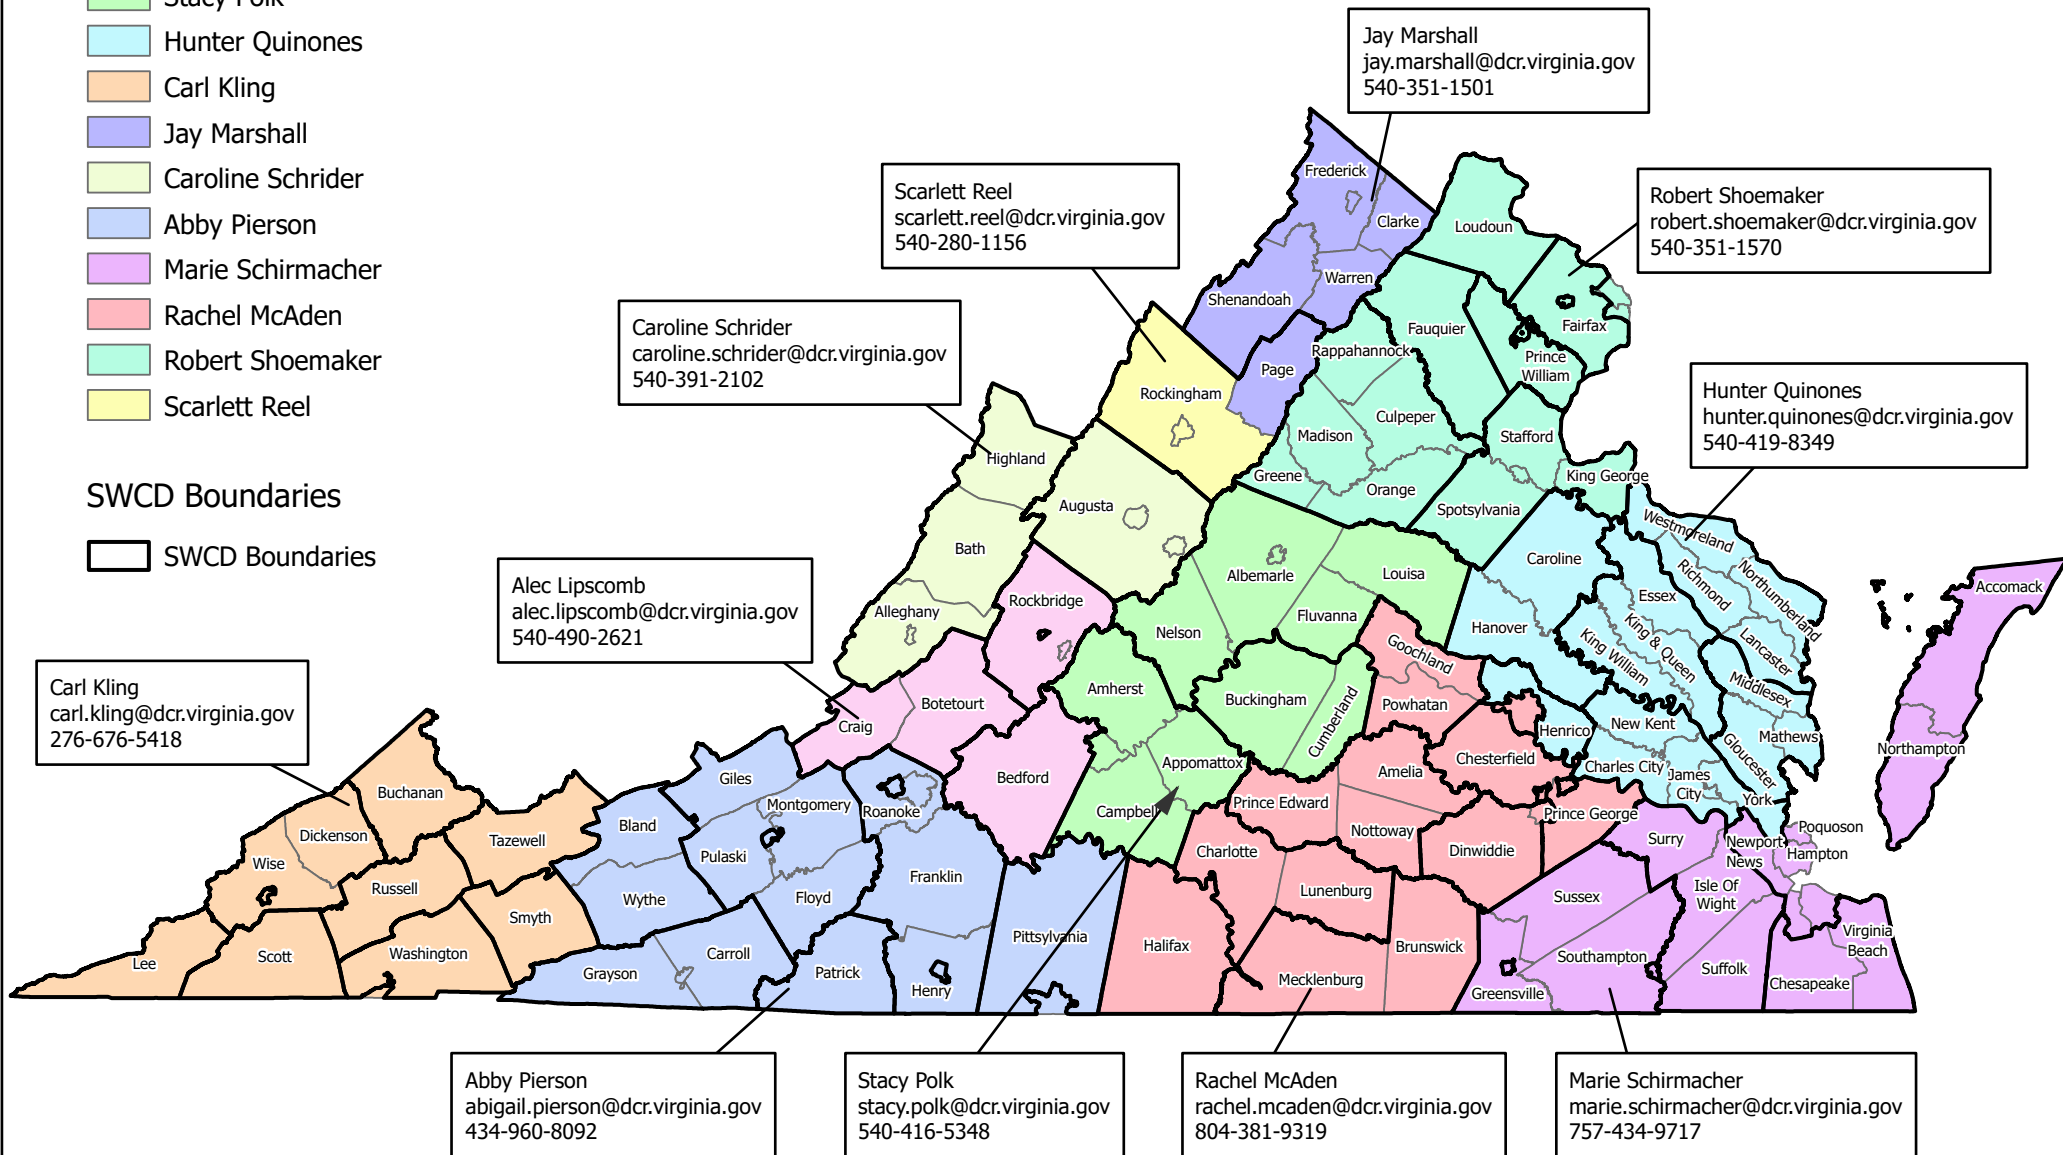 Stacy Polk
Hunter Quinones
Carl Kling
Jay Marshall
Caroline Schrider
Abby Pierson
Marie Schirmacher
Rachel McAden
Robert Shoemaker
Scarlett Reel
SWCD Boundaries
SWCD Boundaries
Jay Marshall
jay.marshall@dcr.virginia.gov
540-351-1501
Scarlett Reel
scarlett.reel@dcr.virginia.gov
540-280-1156
Robert Shoemaker
robert.shoemaker@dcr.virginia.gov
540-351-1570
Caroline Schrider
caroline.schrider@dcr.virginia.gov
540-391-2102
Hunter Quinones
hunter.quinones@dcr.virginia.gov
540-419-8349
Alec Lipscomb
alec.lipscomb@dcr.virginia.gov
540-490-2621
Carl Kling
carl.kling@dcr.virginia.gov
276-676-5418
Frederick
Clarke
Loudoun
Warren
Shenandoah
Fauquier
Fairfax
Rappahannock
Prince
William
Page
Rockingham
Culpeper
Madison
Stafford
Highland
Greene
King George
Orange
Augusta
Spotsylvania
Westmoreland
Bath
Caroline
Albemarle
Louisa
Richmond
Northumberland
Accomack
Essex
Rockbridge
Alleghany
Fluvanna
Hanover
Nelson
King & Queen
King William
Lancaster
Goochland
Amherst
Buckingham
Middlesex
Botetourt
Powhatan
Cumberland
Craig
New Kent
Henrico
Mathews
Northampton
Gloucester
Chesterfield
Appomattox
Charles City
James
City
Amelia
Bedford
Giles
Buchanan
York
Prince Edward
Montgomery
Roanoke
Campbell
Prince George
Bland
Nottoway
Poquoson
Dickenson
Tazewell
Surry
Newport
News
Hampton
Charlotte
Dinwiddie
Pulaski
Wise
Franklin
Russell
Lunenburg
Isle Of
Wight
Sussex
Wythe
Floyd
Smyth
Virginia
Beach
Pittsylvania
Halifax
Brunswick
Washington
Carroll
Southampton
Scott
Lee
Suffolk
Grayson
Patrick
Mecklenburg
Chesapeake
Henry
Greensville
Abby Pierson
abigail.pierson@dcr.virginia.gov
434-960-8092
Stacy Polk
stacy.polk@dcr.virginia.gov
540-416-5348
Rachel McAden
rachel.mcaden@dcr.virginia.gov
804-381-9319
Marie Schirmacher
marie.schirmacher@dcr.virginia.gov
757-434-9717